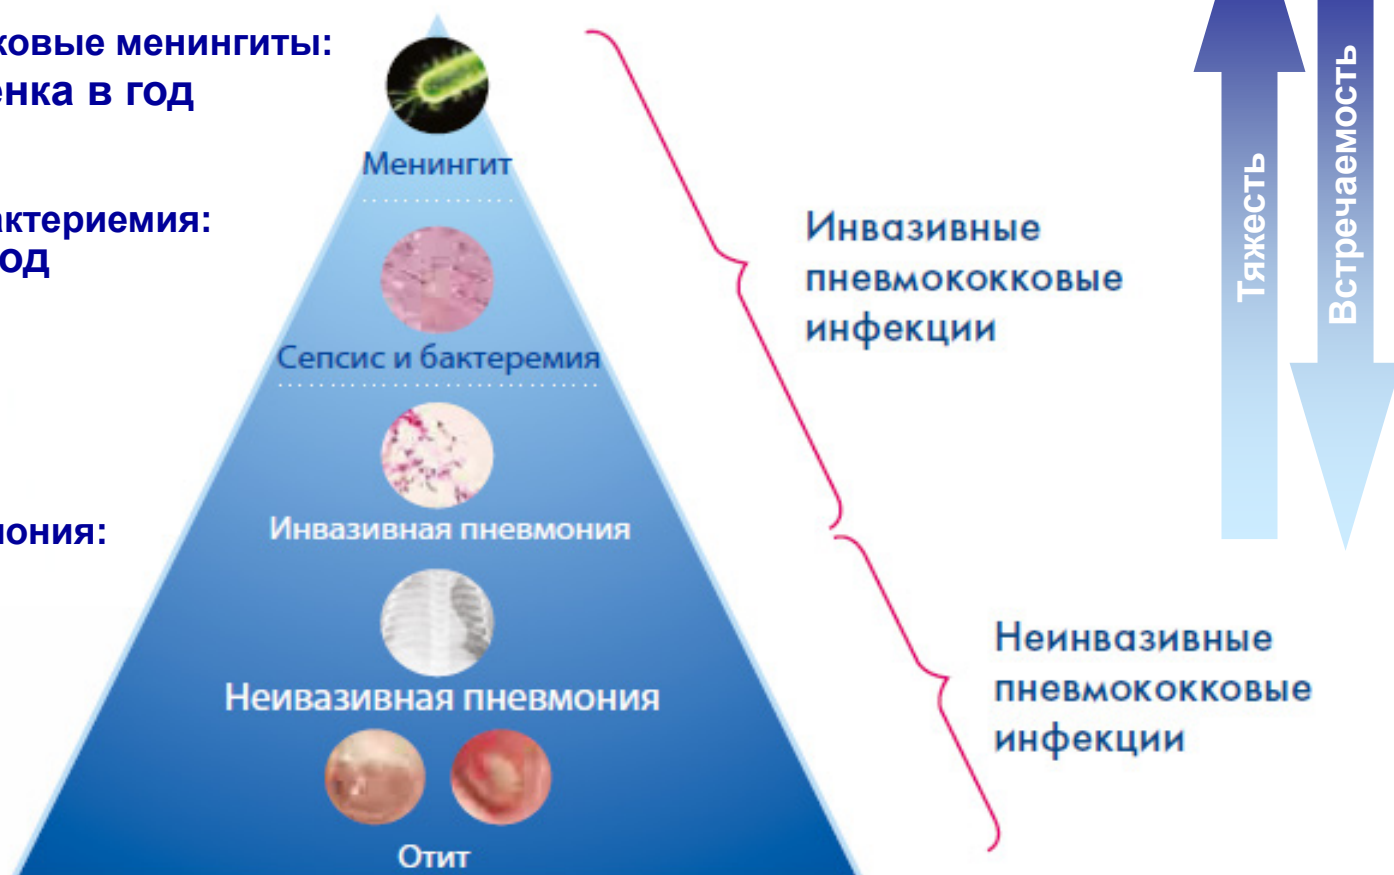 ковые менингиты:
енка в год
Менингит
актериемия:
од
Сепсис и бактеремия
Инвазивные
пневмококковые
инфекции
Тяжесть
Встречаемость
Инвазивная пневмония
иония:
Неивазивная пневмония
Неинвазивные
пневмококковые
инфекции
Отит